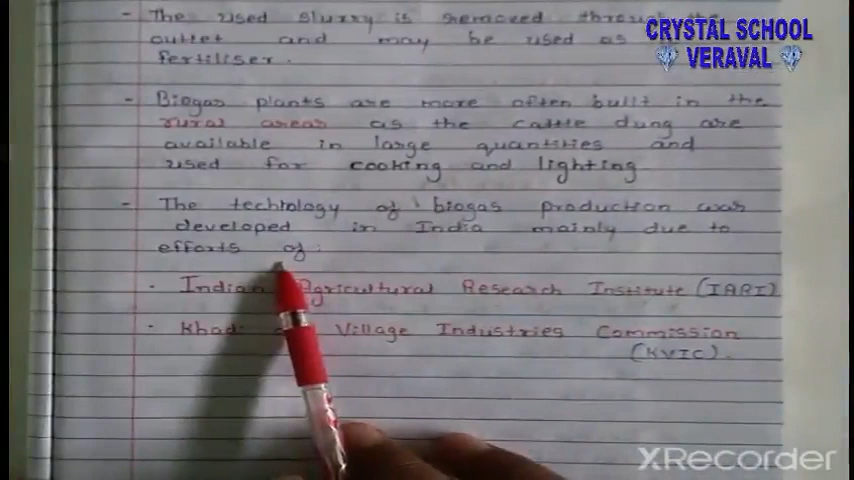 - The used slurry is removed through the
outlet and may be used as
fertiliser.
- Biogas plants are more often built in the
rural areas as the cattle dung are
available in large quantities and
used for cooking and lighting
- The technology of biogas production was
developed in India mainly due to
efforts of :
· Indian Agricultural Research Institute (IARI)
· Khadi Village Industries Commission
(KVIC).
CRYSTAL SCHOOL
VERAVAL
XRecorder